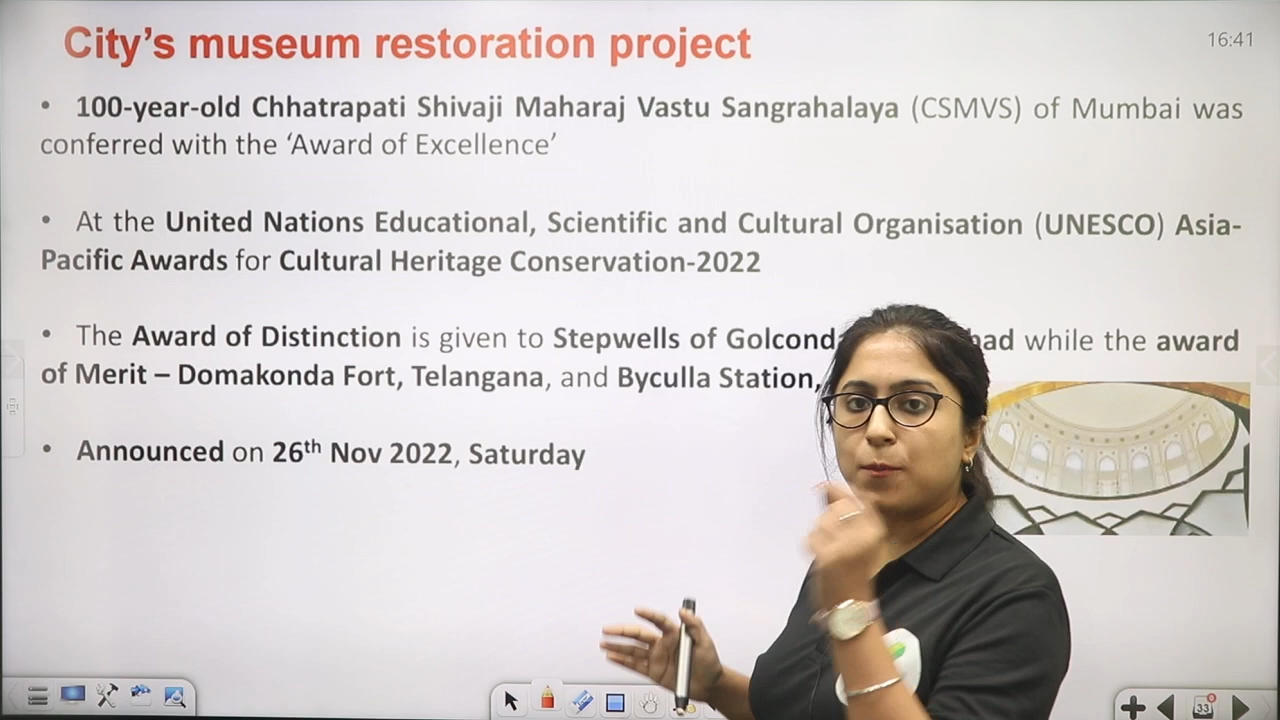 City's museum restoration project
16:41
• 100-year-old Chhatrapati Shivaji Maharaj Vastu Sangrahalaya (CSMVS) of Mumbai was
conferred with the ‘Award of Excellence’
• At the United Nations Educational, Scientific and Cultural Organisation (UNESCO) Asia-
Pacific Awards for Cultural Heritage Conservation-2022
• The Award of Distinction is given to Stepwells of while the award
of Merit – Domakonda Fort, Telangana, and Byculla Station,
• Announced on 26th Nov 2022, Saturday
33